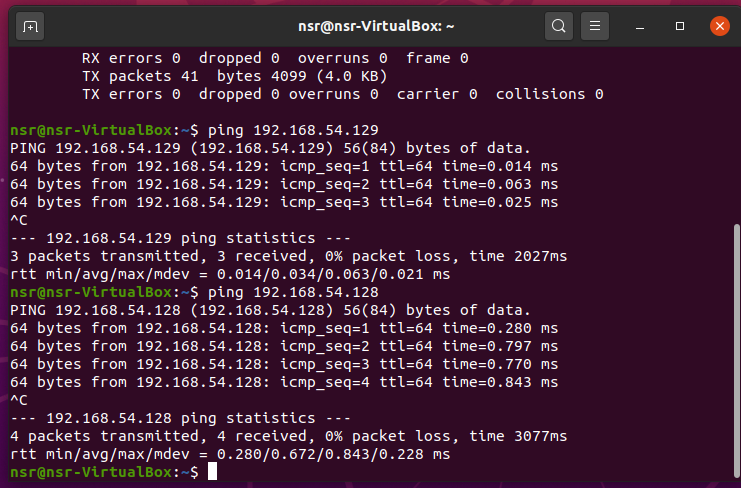 nsr@nsr-VirtualBox: ~
RX errors 0  dropped 0  overruns 0  frame 0
TX packets 41  bytes 4099 (4.0 KB)
TX errors 0  dropped 0 overruns 0  carrier 0  collisions 0
nsr@nsr-VirtualBox:~$ ping 192.168.54.129
PING 192.168.54.129 (192.168.54.129) 56(84) bytes of data.
64 bytes from 192.168.54.129: icmp_seq=1 ttl=64 time=0.014 ms
64 bytes from 192.168.54.129: icmp_seq=2 ttl=64 time=0.063 ms
64 bytes from 192.168.54.129: icmp_seq=3 ttl=64 time=0.025 ms
^C
--- 192.168.54.129 ping statistics ---
3 packets transmitted, 3 received, 0% packet loss, time 2027ms
rtt min/avg/max/mdev = 0.014/0.034/0.063/0.021 ms
nsr@nsr-VirtualBox:~$ ping 192.168.54.128
PING 192.168.54.128 (192.168.54.128) 56(84) bytes of data.
64 bytes from 192.168.54.128: icmp_seq=1 ttl=64 time=0.280 ms
64 bytes from 192.168.54.128: icmp_seq=2 ttl=64 time=0.797 ms
64 bytes from 192.168.54.128: icmp_seq=3 ttl=64 time=0.770 ms
64 bytes from 192.168.54.128: icmp_seq=4 ttl=64 time=0.843 ms
^C
--- 192.168.54.128 ping statistics ---
4 packets transmitted, 4 received, 0% packet loss, time 3077ms
rtt min/avg/max/mdev = 0.280/0.672/0.843/0.228 ms
nsr@nsr-VirtualBox:~$